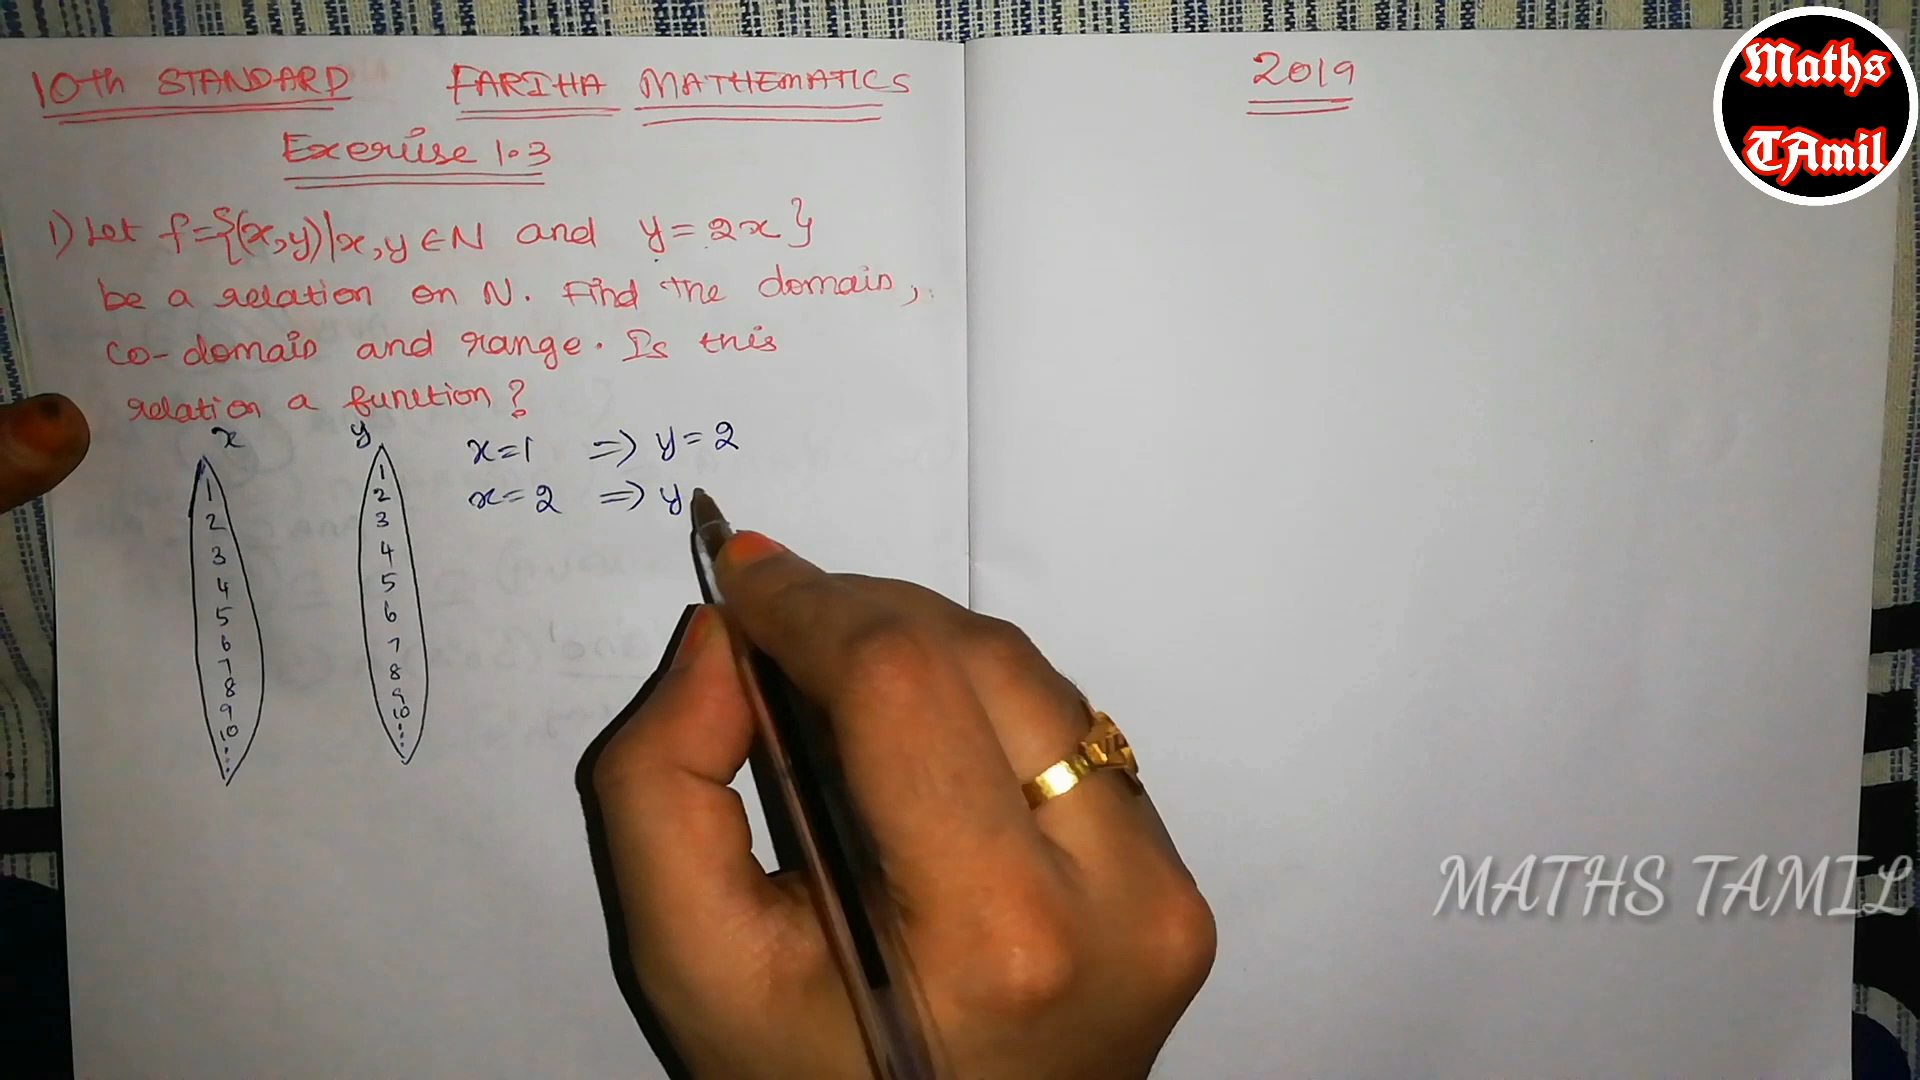 10th STANDARD FARIHA MATHEMATICS
2019
Maths
TAmil
Exercise 1.3
1) Let f={(x,y)|x,y∈N and y=2x}
be a relation on N. Find the domain,
co-domain and range. Is this
relation a function?
x y
x=1 => y=2
x=2 => y
1
2
3
4
5
6
7
8
9
10
1
2
3
4
5
6
7
8
9
10
MATHS TAMIL